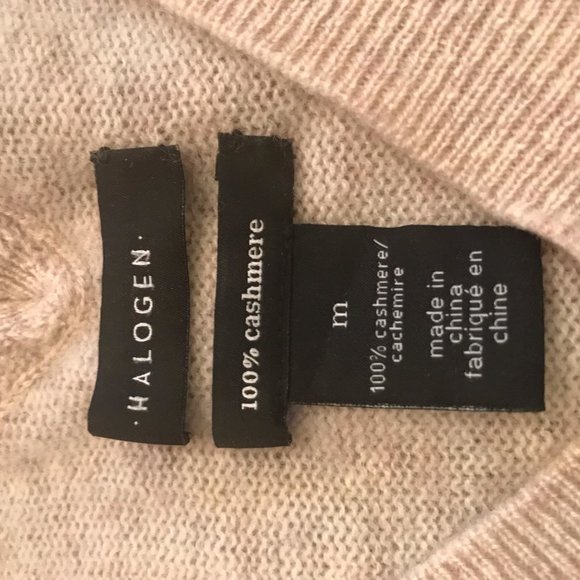 · HALOGEN ·
100% cashmere
m
100% cashmere/
cachemire
made in
china
fabriqué en
chine